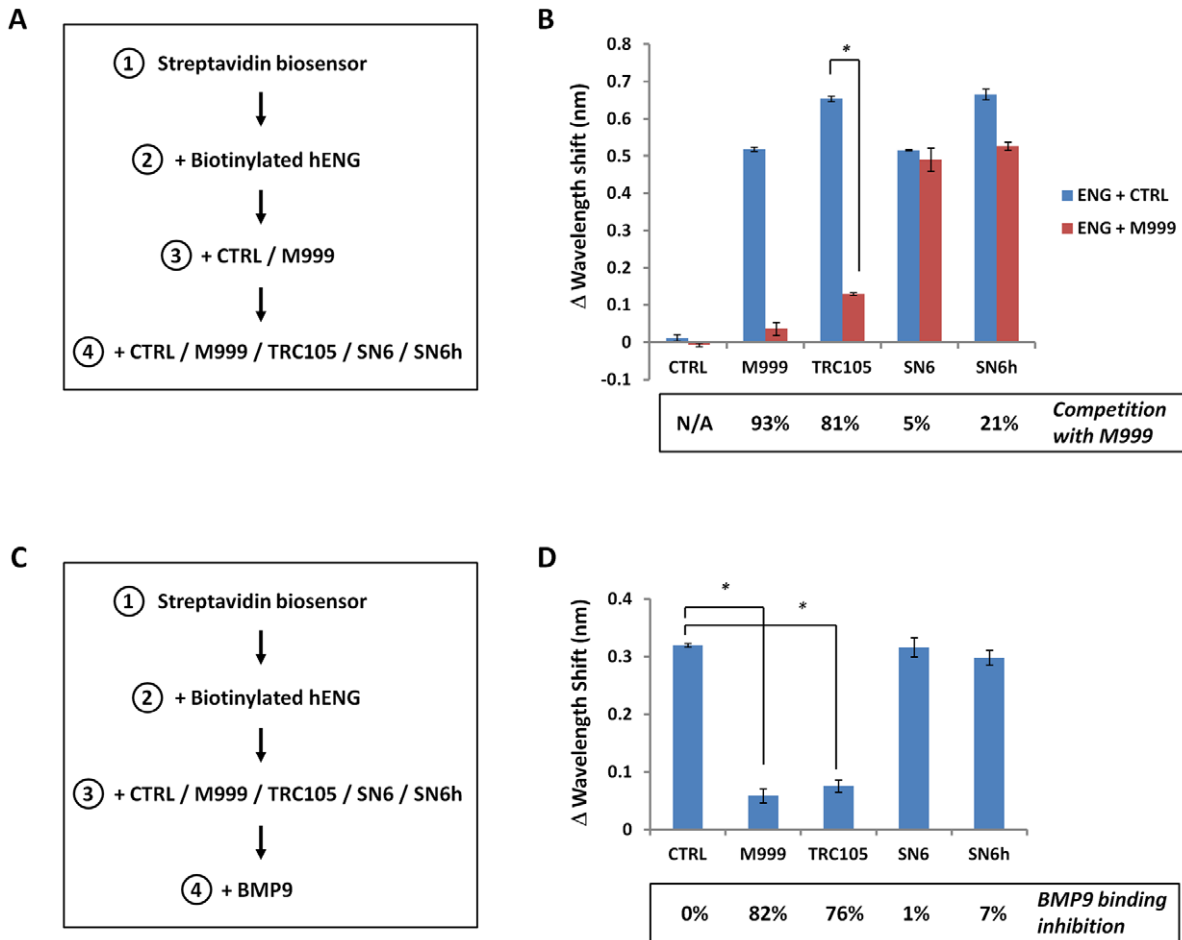 A
① Streptavidin biosensor
② + Biotinylated hENG
③ + CTRL / M999
④ + CTRL / M999 / TRC105 / SN6 / SN6h
B
Δ Wavelength shift (nm)
0.8
0.7
0.6
0.5
0.4
0.3
0.2
0.1
0
-0.1
*
CTRL M999 TRC105 SN6 SN6h
ENG + CTRL
ENG + M999
N/A 93% 81% 5% 21% Competition
with M999
C
① Streptavidin biosensor
② + Biotinylated hENG
③ + CTRL / M999 / TRC105 / SN6 / SN6h
④ + BMP9
D
Δ Wavelength Shift (nm)
0.4
0.3
0.2
0.1
0
*
*
CTRL M999 TRC105 SN6 SN6h
0% 82% 76% 1% 7% BMP9 binding
inhibition